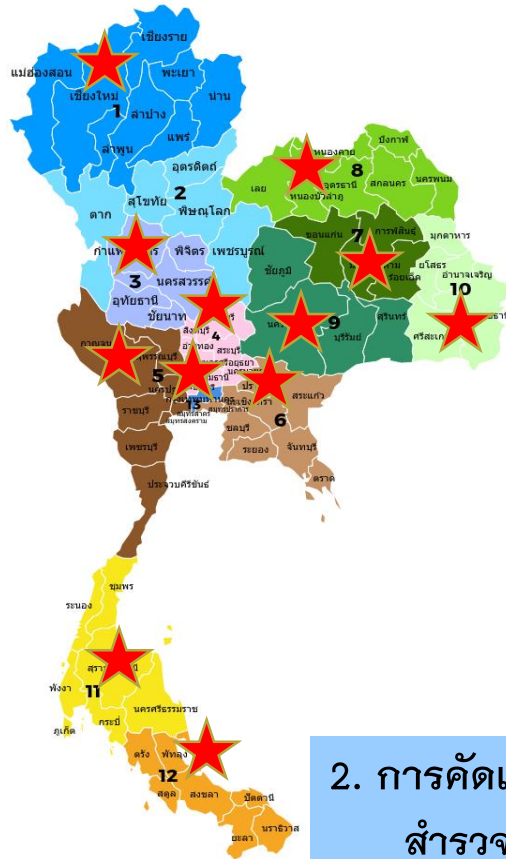 เชียงราย
แม่ฮ่องสอน
พะเยา
เชียงใหม่
น่าน
1
ลำปาง
แพร่
ลำพูน
อุตรดิตถ์
2
สุโขทัย
ตาก
พิษณุโลก
พิจิตร
เพชรบูรณ์
3
นครสวรรค์
อุทัยธานี
ชัยนาท
บึงกาฬ
หนองคาย
8
เลย
อุดรธานี
สกลนคร
นครพนม
หนองบัวลำภู
7
ขอนแก่น
การพสินธุ์
มุกดาหาร
ชัยภูมิ
ยโสธร
อำนาจเจริญ
10
9
สุรินทร์
บุรีรัมย์
4
สระบุรี
5
ราชบุรี
เพชรบุรี
ประจวบคีรีขันธ์
13
สมุทรสาคร
สมุทรสงคราม
สมุทรปราการ
สระแก้ว
6
ชลบุรี
ระยอง
จันทบุรี
ตราด
ชุมพร
ระนอง
พังงา
11
นครศรีธรรมราช
กระบี่
ภูเก็ต
ตรัง
พัทลุง
12
สตูล
สงขลา
ปัตตานี
ยะลา
นราธิวาส
2. การคัดเ
สำรวจ